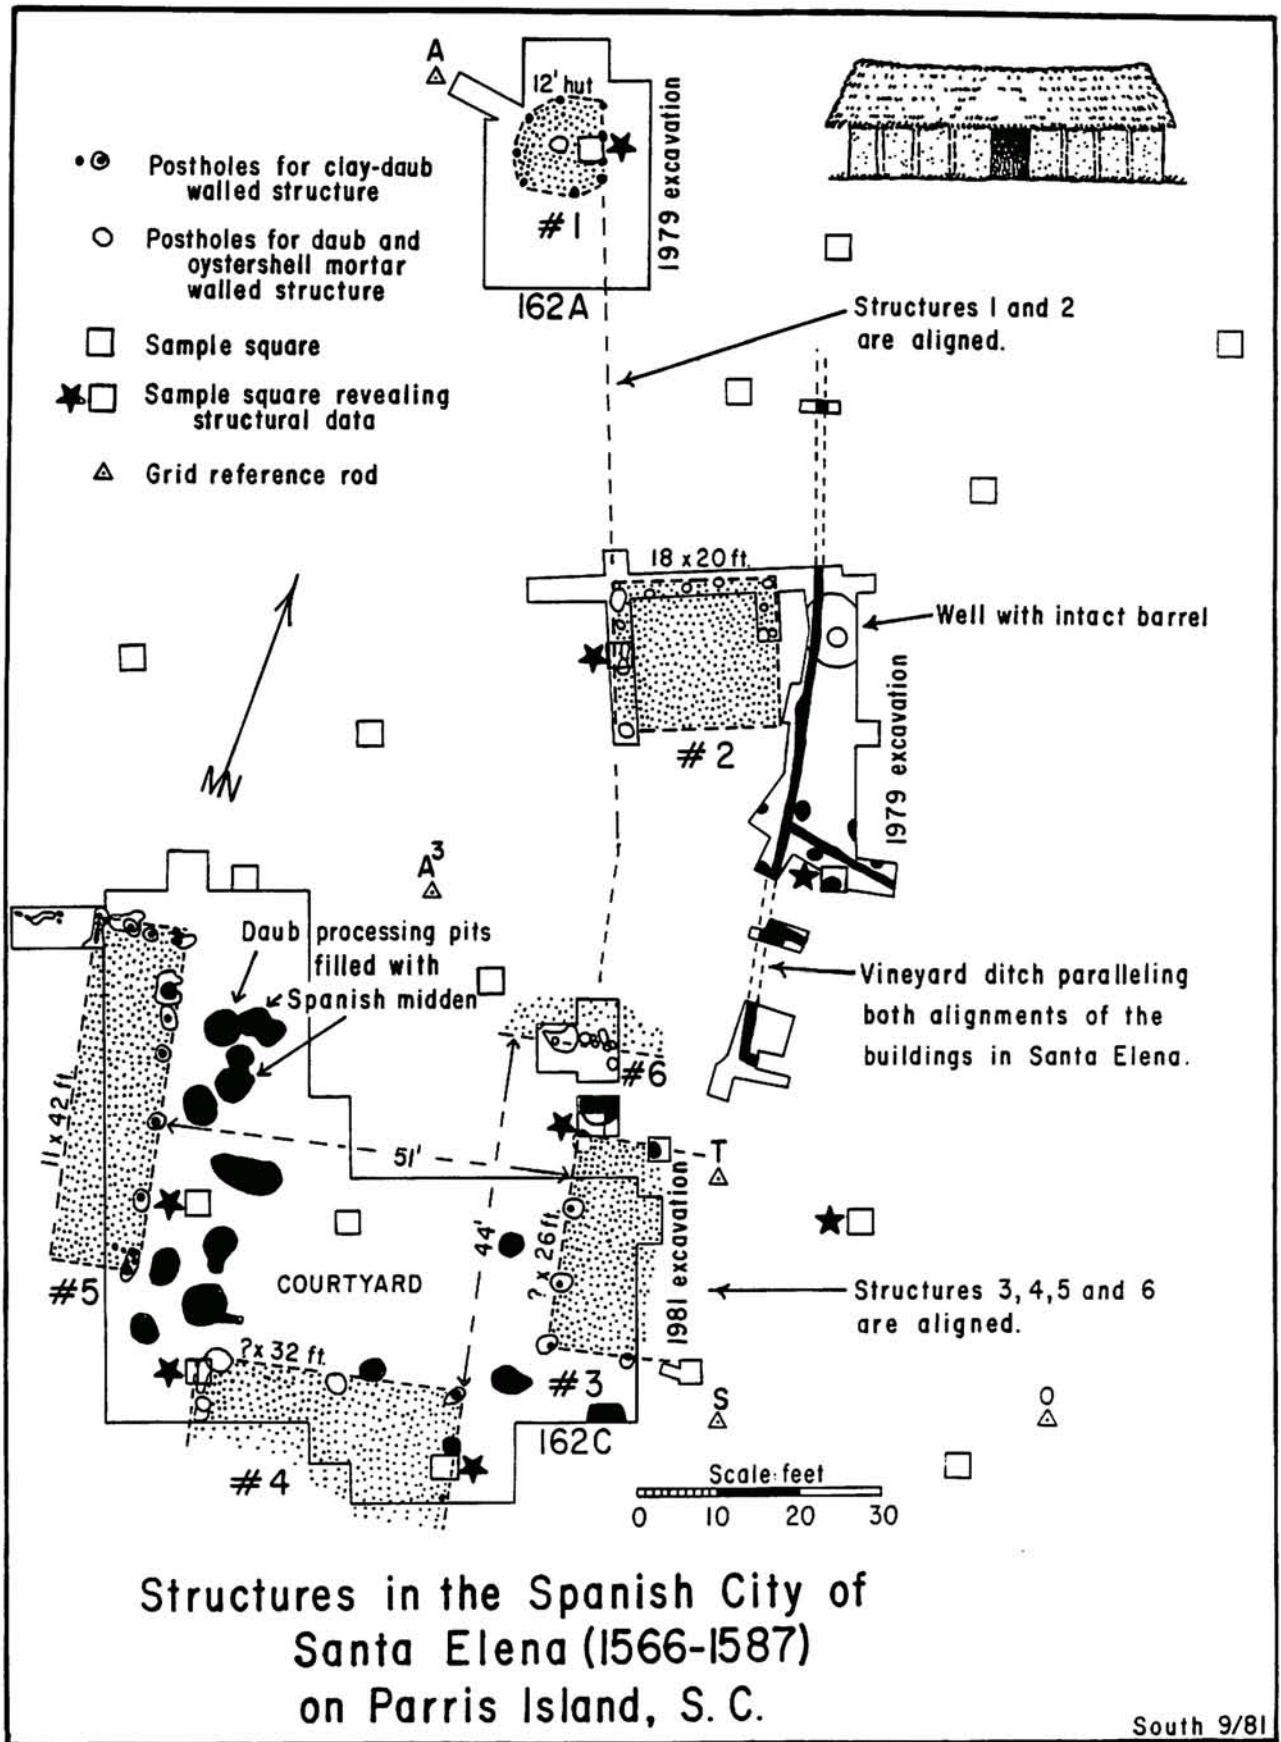 A
12' hut
1979 excavation
Postholes for clay-daub
walled structure
#1
Postholes for daub and
oystershell mortar
walled structure
162A
Structures 1 and 2
are aligned.
Sample square
Sample square revealing
structural data
Grid reference rod
18 x 20 ft.
Well with intact barrel
#2
1979 excavation
MN
A3
Daub processing pits
filled with
Spanish midden
Vineyard ditch paralleling
both alignments of the
buildings in Santa Elena.
#6
11 x 42 ft.
51'
T
44'
? x 26 ft.
1981 excavation
#5
COURTYARD
Structures 3, 4, 5 and 6
are aligned.
? x 32 ft.
#3
S
O
162C
#4
Scale: feet
0 10 20 30
Structures in the Spanish City of
Santa Elena (1566-1587)
on Parris Island, S. C.
South 9/81